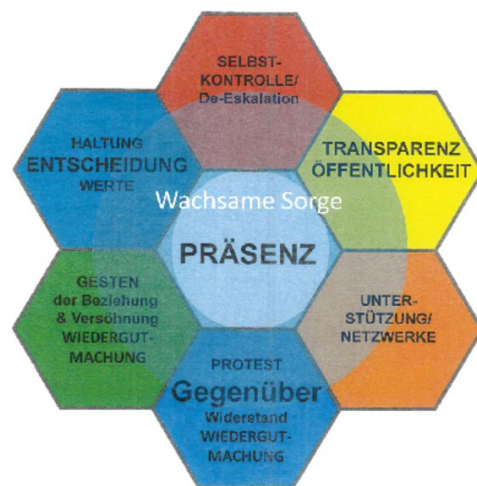 SELBST-
KONTROLLE/
De-Eskalation
HALTUNG
ENTSCHEIDUNG
WERTE
TRANSPARENZ
ÖFFENTLICHKEIT
Wachsame Sorge
PRÄSENZ
GESTEN
der Beziehung
& Versöhnung
WIEDERGUT-
MACHUNG
UNTER-
STÜTZUNG/
NETZWERKE
PROTEST
Gegenüber
Widerstand
WIEDERGUT-
MACHUNG